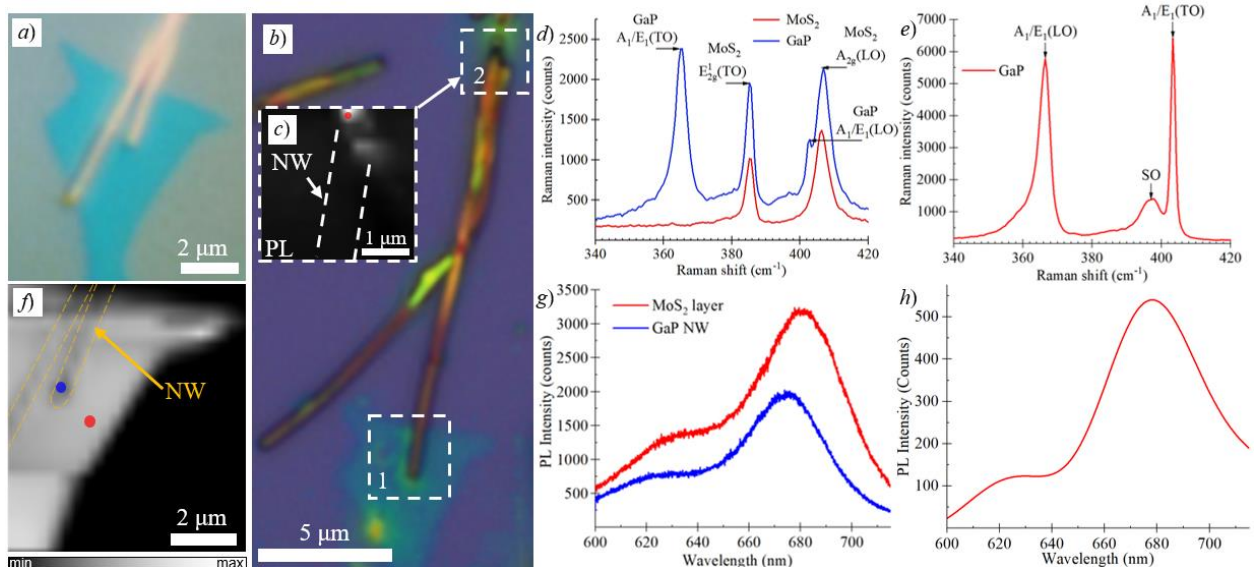 a)
2 µm
b)
2
c)
NW
PL
1 µm
1
5 µm
d)
GaP
A₁/E₁(TO)
MoS₂
E¹₂g(TO)
MoS₂
GaP
MoS₂
A₂g(LO)
GaP
A₁/E₁(LO)
Raman intensity (counts)
2500
2000
1500
1000
500
340
360
380
400
420
Raman shift (cm⁻¹)
e)
A₁/E₁(LO)
A₁/E₁(TO)
GaP
SO
Raman intensity (counts)
7000
6000
5000
4000
3000
2000
1000
0
340
360
380
400
420
Raman shift (cm⁻¹)
f)
NW
2 µm
min
max
g)
MoS₂ layer
GaP NW
PL Intensity (counts)
3500
3000
2500
2000
1500
1000
500
600
620
640
660
680
700
Wavelength (nm)
h)
PL Intensity (Counts)
500
400
300
200
100
0
600
620
640
660
680
700
Wavelength (nm)